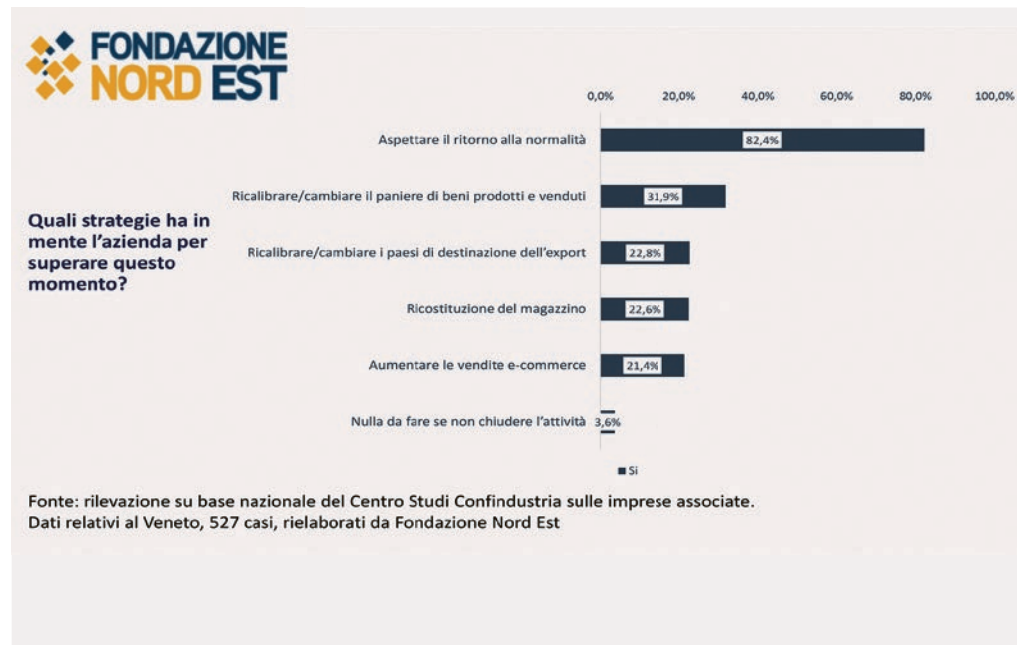 FONDAZIONE
NORD EST
0,0% 20,0% 40,0% 60,0% 80,0% 100,0%
Quali strategie ha in
mente l'azienda per
superare questo
momento?
Aspettare il ritorno alla normalità 82,4%
Ricalibrare/cambiare il paniere di beni prodotti e venduti 31,9%
Ricalibrare/cambiare i paesi di destinazione dell'export 22,8%
Ricostituzione del magazzino 22,6%
Aumentare le vendite e-commerce 21,4%
Nulla da fare se non chiudere l'attività 3,6%
Si
Fonte: rilevazione su base nazionale del Centro Studi Confindustria sulle imprese associate.
Dati relativi al Veneto, 527 casi, rielaborati da Fondazione Nord Est